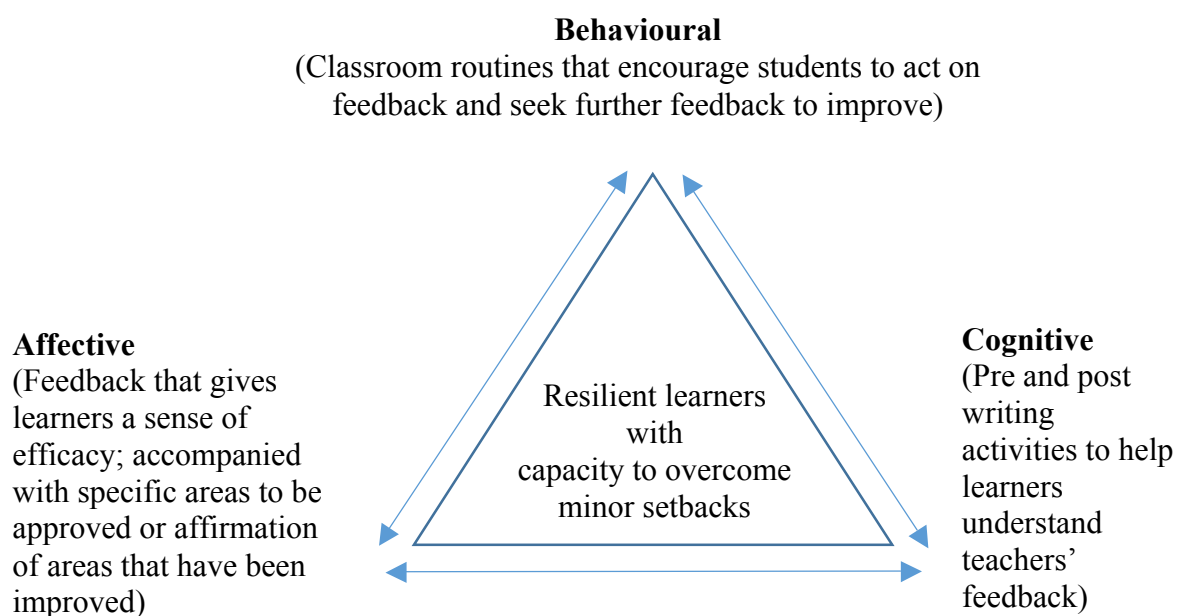 Behavioural
(Classroom routines that encourage students to act on
feedback and seek further feedback to improve)
Affective
(Feedback that gives
learners a sense of
efficacy; accompanied
with specific areas to be
approved or affirmation
of areas that have been
improved)
Resilient learners
with
capacity to overcome
minor setbacks
Cognitive
(Pre and post
writing
activities to help
learners
understand
teachers’
feedback)